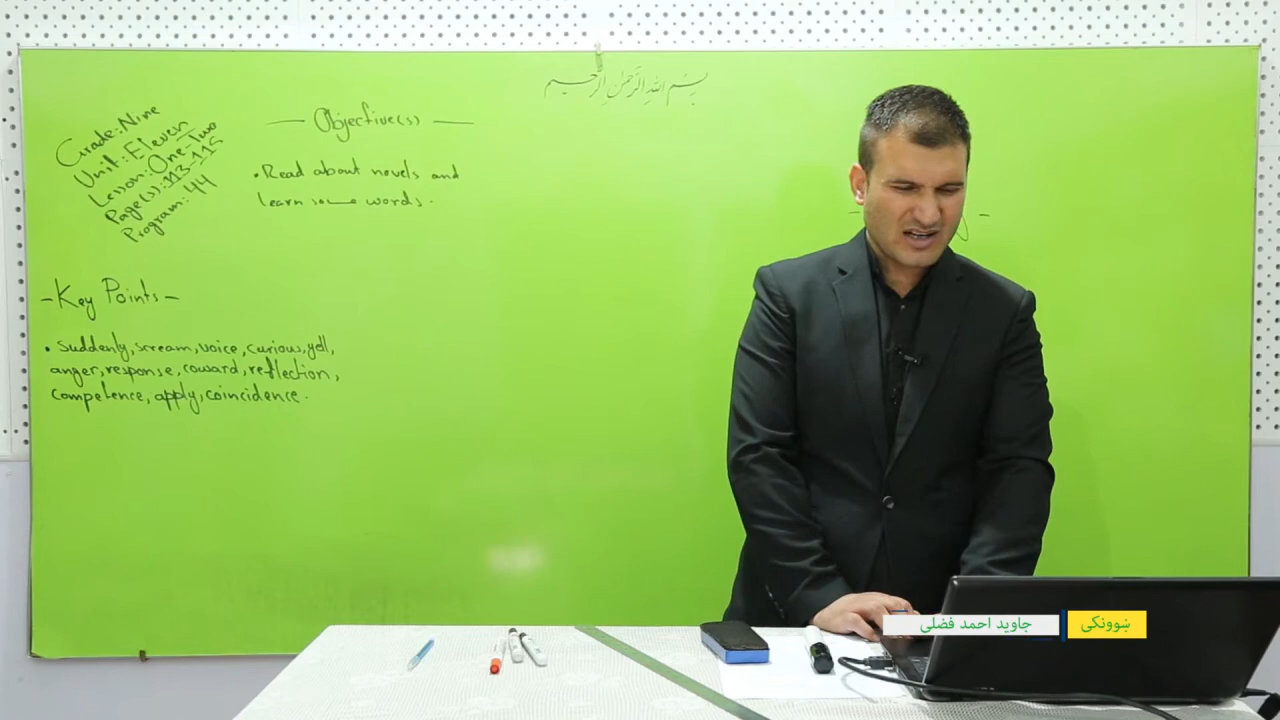 بسم الله الرحمن الرحیم
Grade: Nine
Unit: Eleven
Lesson: One-Two
Page(s): 113-115
Program: 44
— Objective(s) —
• Read about novels and
learn some words.
- Key Points -
• Suddenly, scream, voice, curious, yell,
anger, response, coward, reflection,
competence, apply, coincidence.
ښوونکی
جاوید احمد فضلی